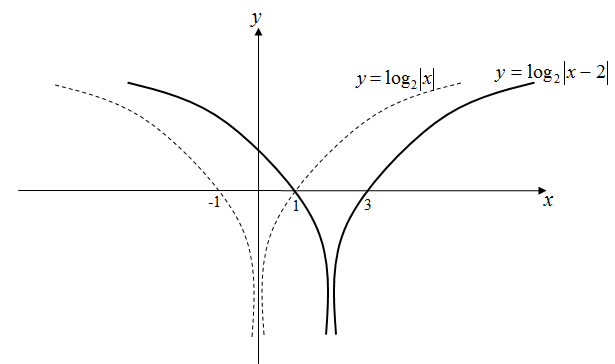 y
y = log₂|x|
y = log₂|x − 2|
-1
1
3
x